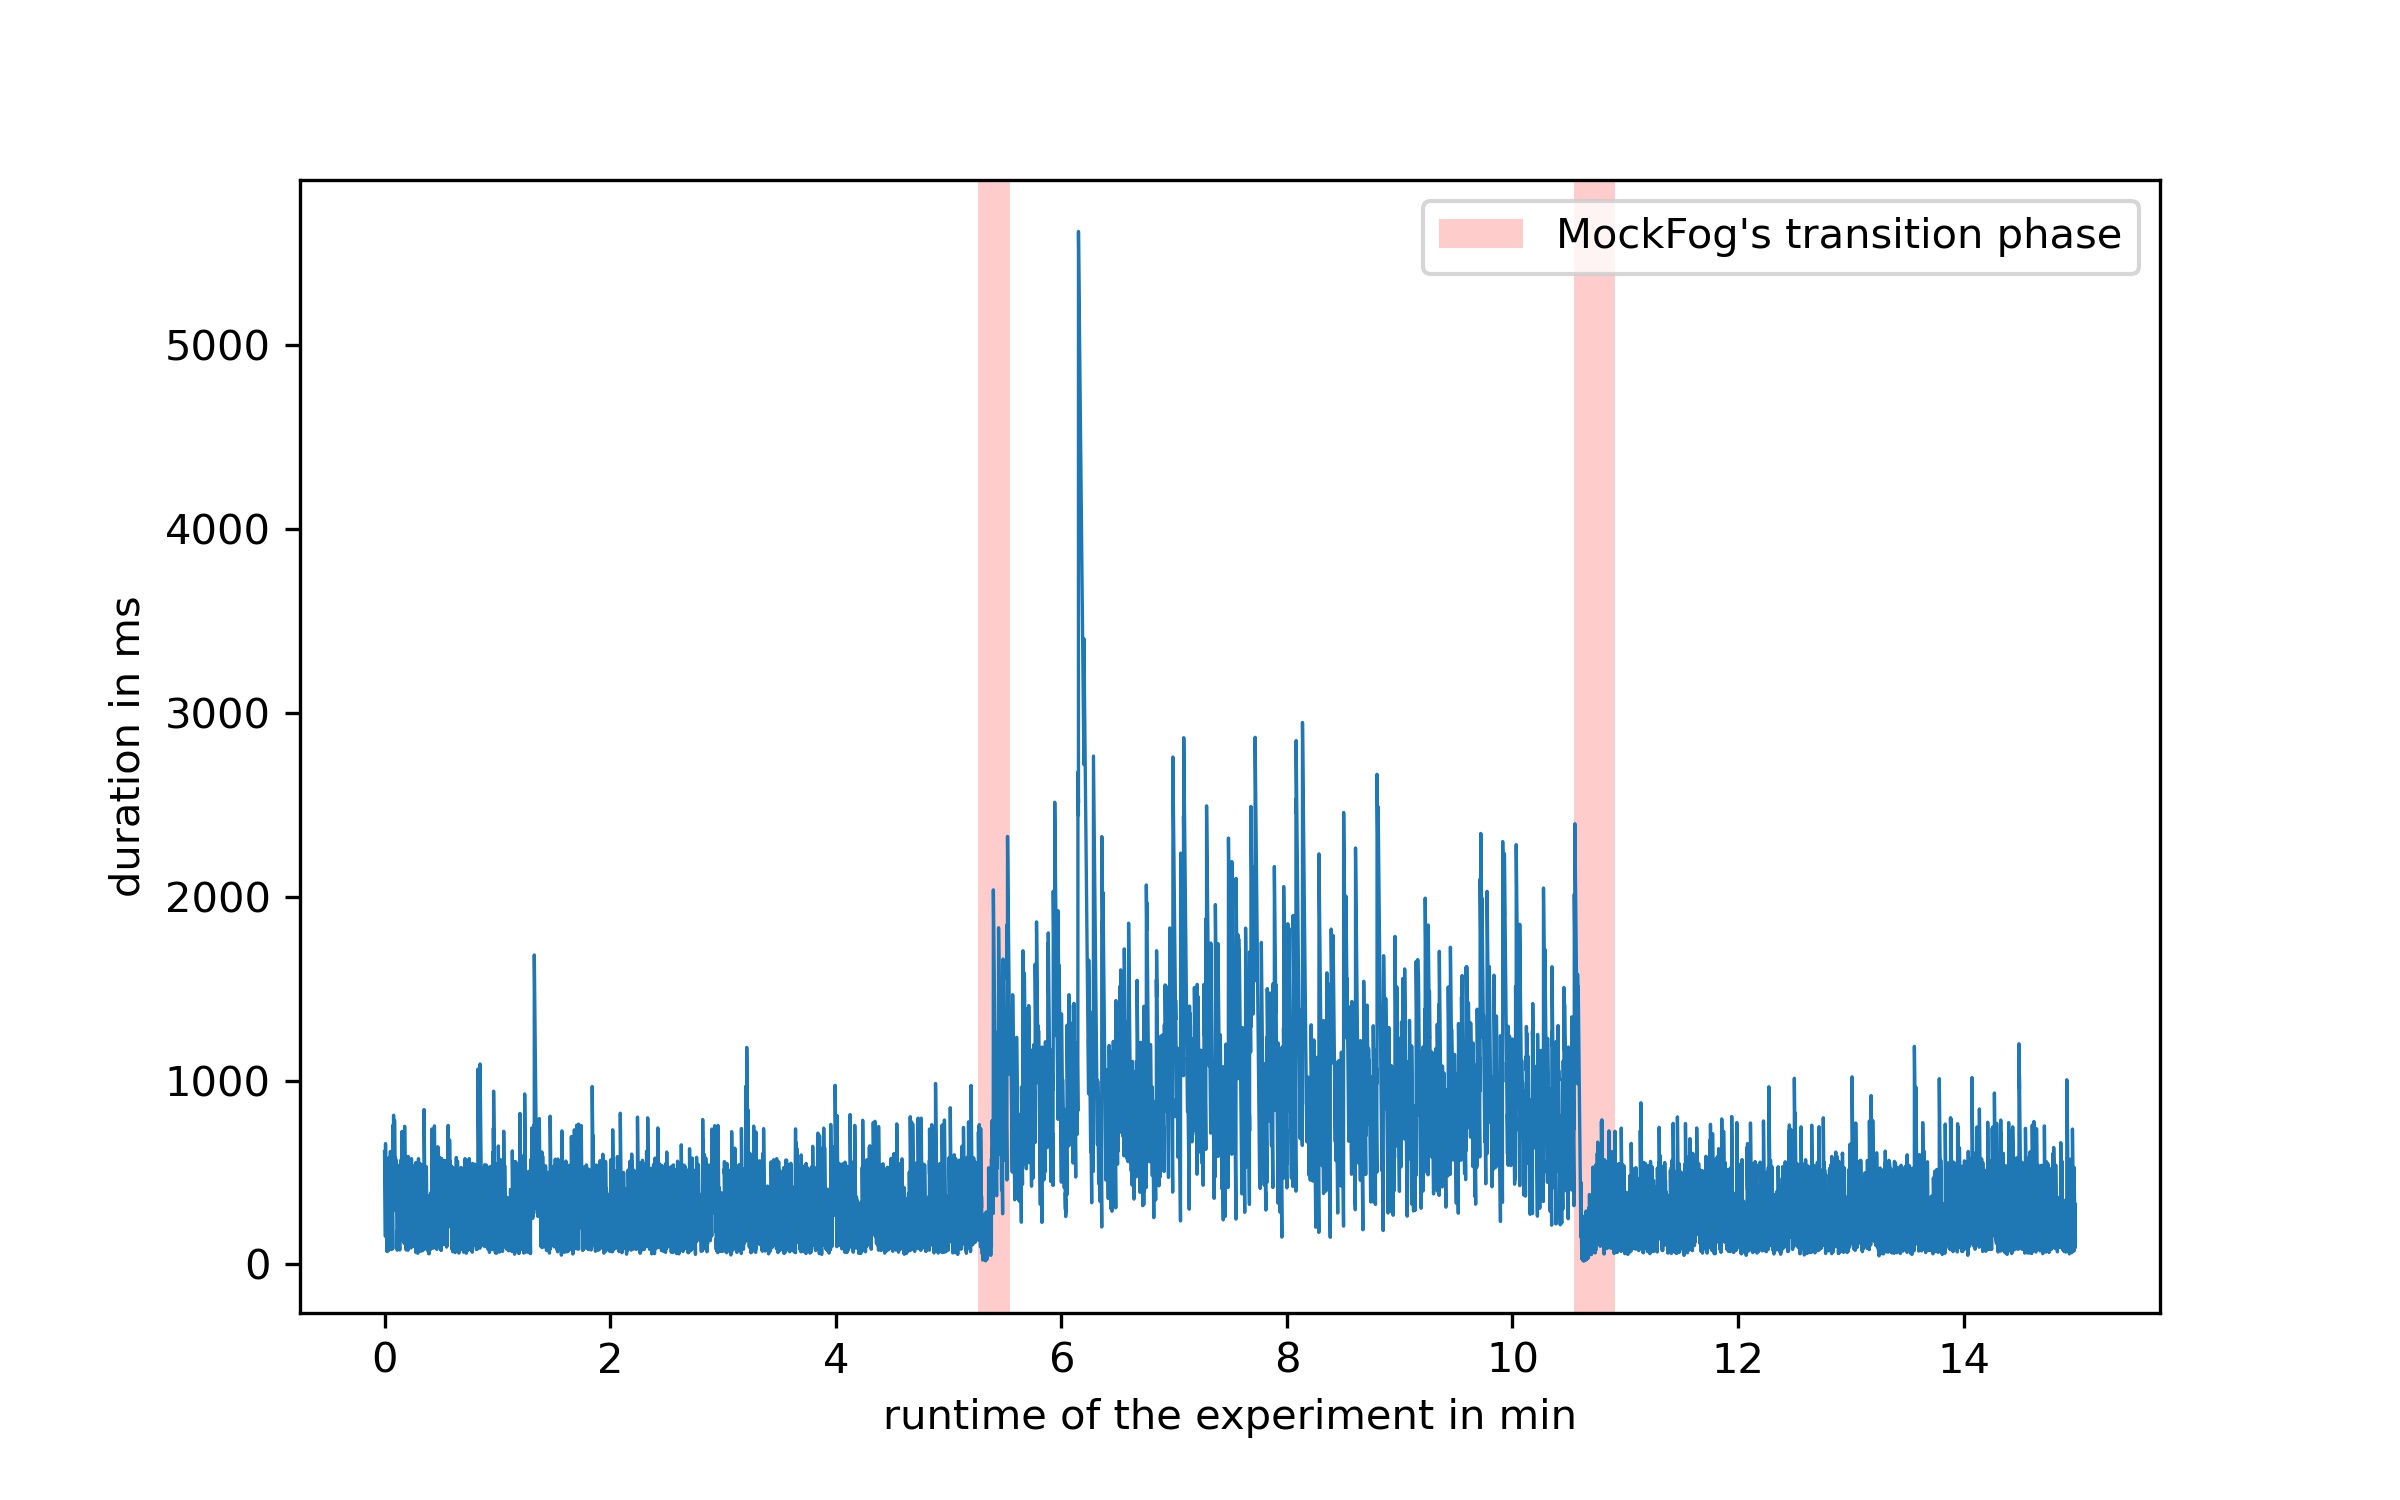 MockFog's transition phase
5000
4000
3000
2000
1000
0
duration in ms
0 2 4 6 8 10 12 14
runtime of the experiment in min